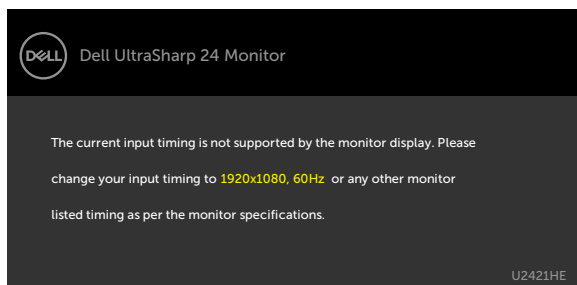 DELL
Dell UltraSharp 24 Monitor
The current input timing is not supported by the monitor display. Please
change your input timing to 1920x1080, 60Hz or any other monitor
listed timing as per the monitor specifications.
U2421HE